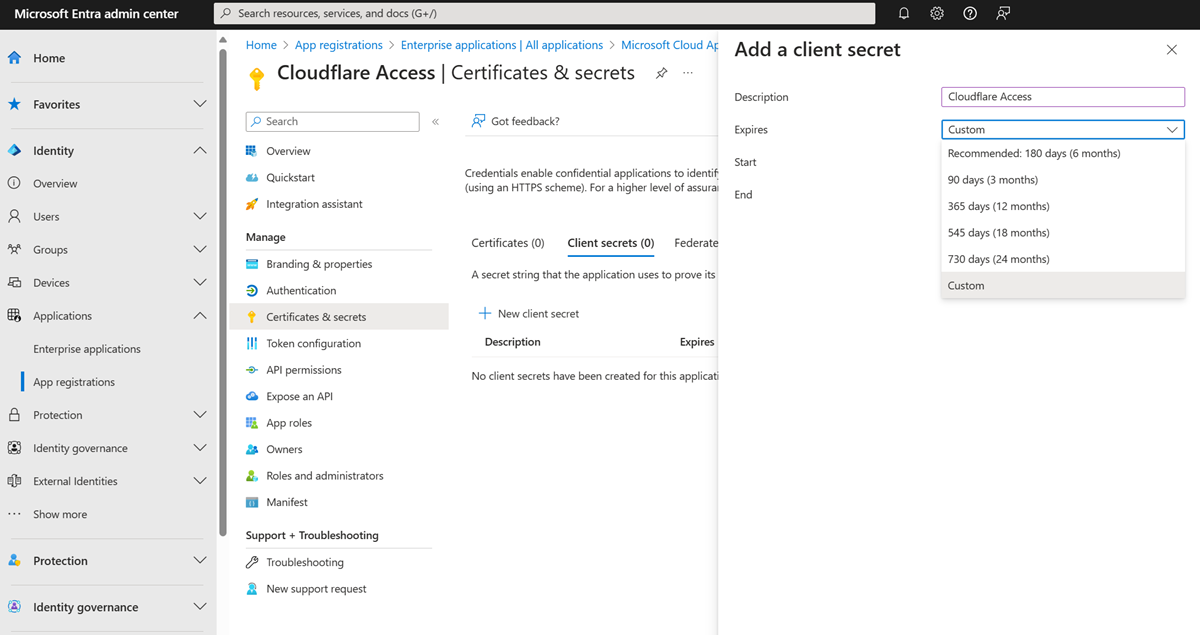 Microsoft Entra admin center
Search resources, services, and docs (G+/)
Home
Favorites
Identity
Overview
Users
Groups
Devices
Applications
Enterprise applications
App registrations
Protection
Identity governance
External Identities
Show more
Protection
Identity governance
Home > App registrations > Enterprise applications | All applications > Microsoft Cloud Ap
Cloudflare Access | Certificates & secrets
Search
Overview
Quickstart
Integration assistant
Manage
Branding & properties
Authentication
Certificates & secrets
Token configuration
API permissions
Expose an API
App roles
Owners
Roles and administrators
Manifest
Support + Troubleshooting
Troubleshooting
New support request
Got feedback?
Credentials enable confidential applications to identif
(using an HTTPS scheme). For a higher level of assura
Certificates (0) Client secrets (0) Federate
A secret string that the application uses to prove its
New client secret
Description Expires
No client secrets have been created for this applicati
Add a client secret
Description Cloudflare Access
Expires Custom
Start
End
Recommended: 180 days (6 months)
90 days (3 months)
365 days (12 months)
545 days (18 months)
730 days (24 months)
Custom